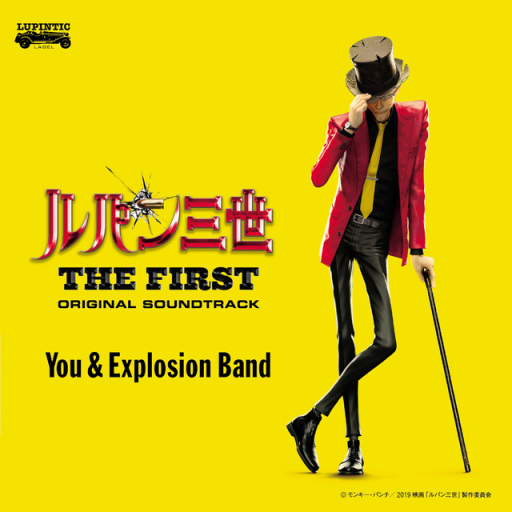 LUPINTIC
LABEL
ルパン三世
THE FIRST
ORIGINAL SOUNDTRACK
You & Explosion Band
© モンキー・パンチ／2019 映画『ルパン三世』製作委員会